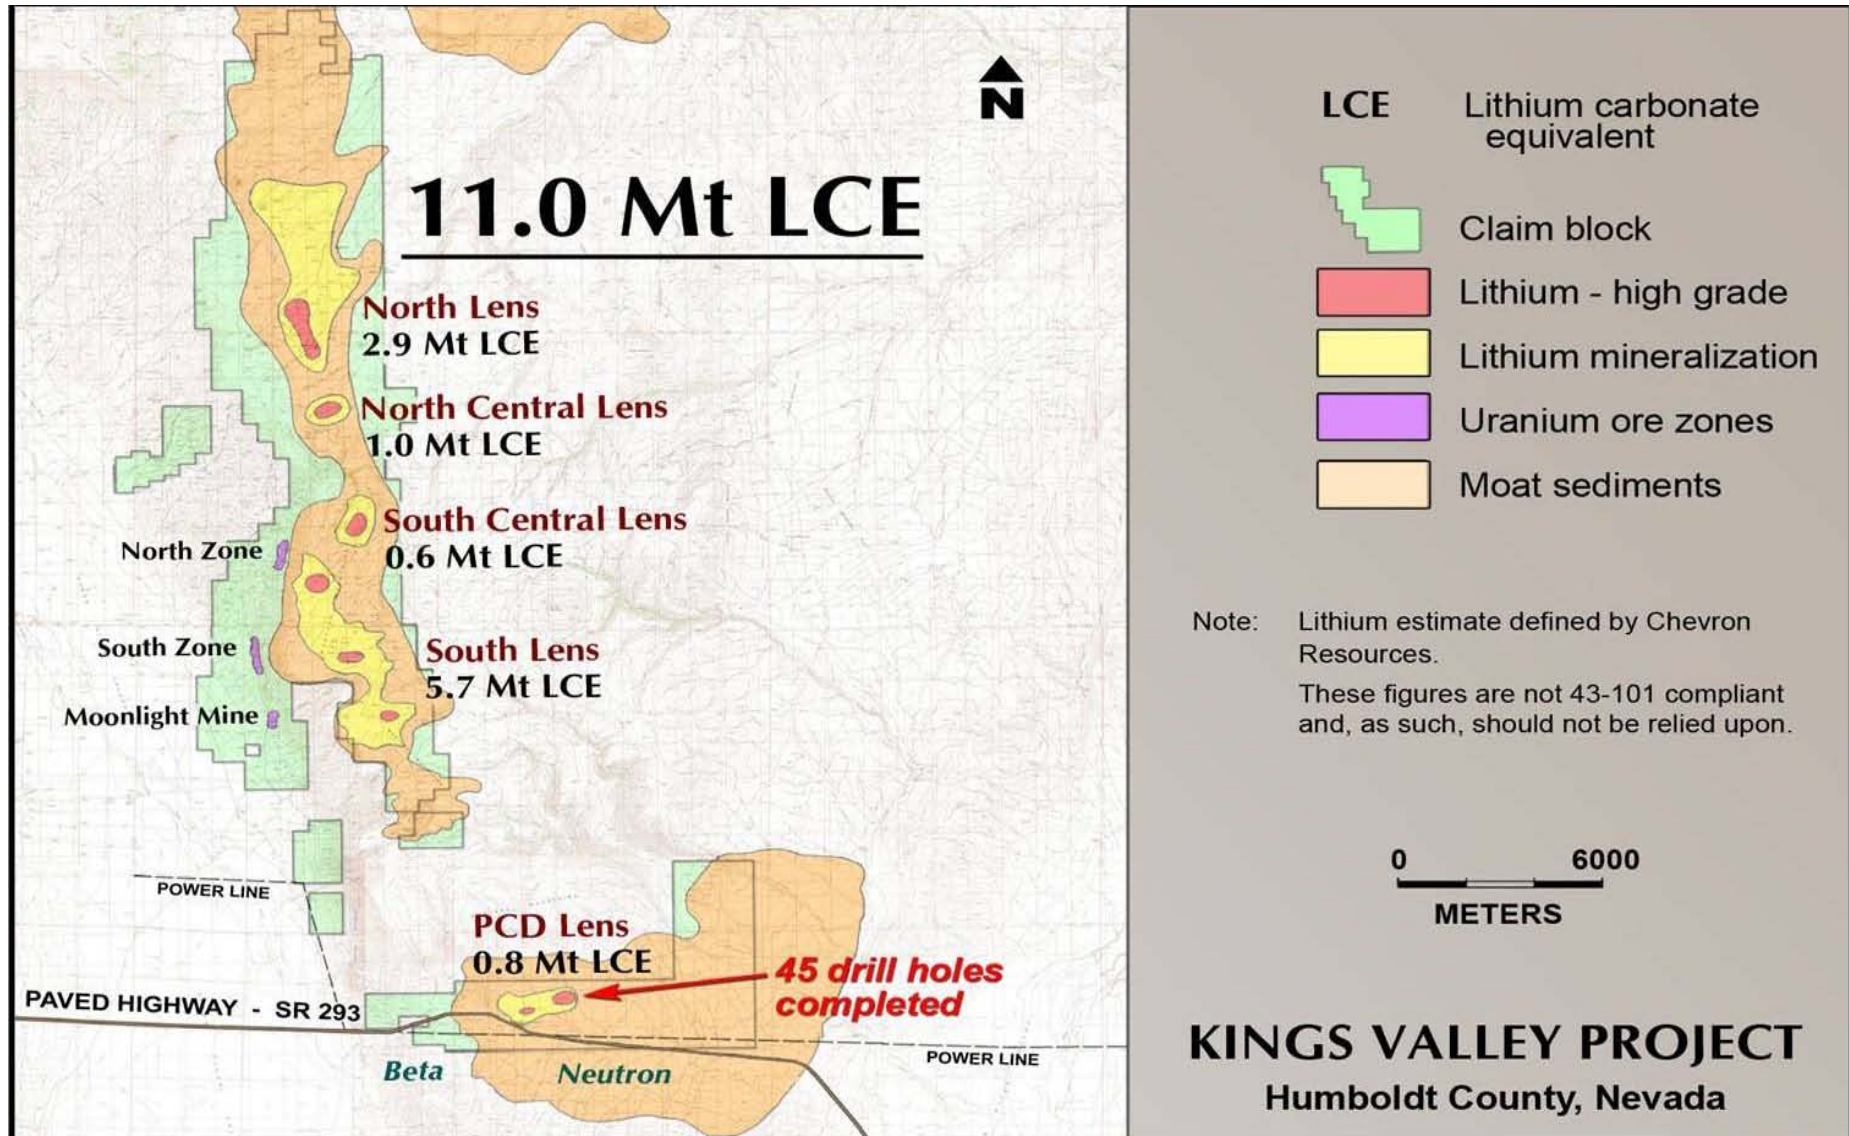 N
11.0 Mt LCE
North Lens
2.9 Mt LCE
North Central Lens
1.0 Mt LCE
South Central Lens
0.6 Mt LCE
North Zone
South Zone
South Lens
5.7 Mt LCE
Moonlight Mine
POWER LINE
PCD Lens
0.8 Mt LCE
45 drill holes
completed
PAVED HIGHWAY - SR 293
POWER LINE
Beta
Neutron
LCE Lithium carbonate
equivalent
Claim block
Lithium - high grade
Lithium mineralization
Uranium ore zones
Moat sediments
Note: Lithium estimate defined by Chevron
Resources.
These figures are not 43-101 compliant
and, as such, should not be relied upon.
0 6000
METERS
KINGS VALLEY PROJECT
Humboldt County, Nevada